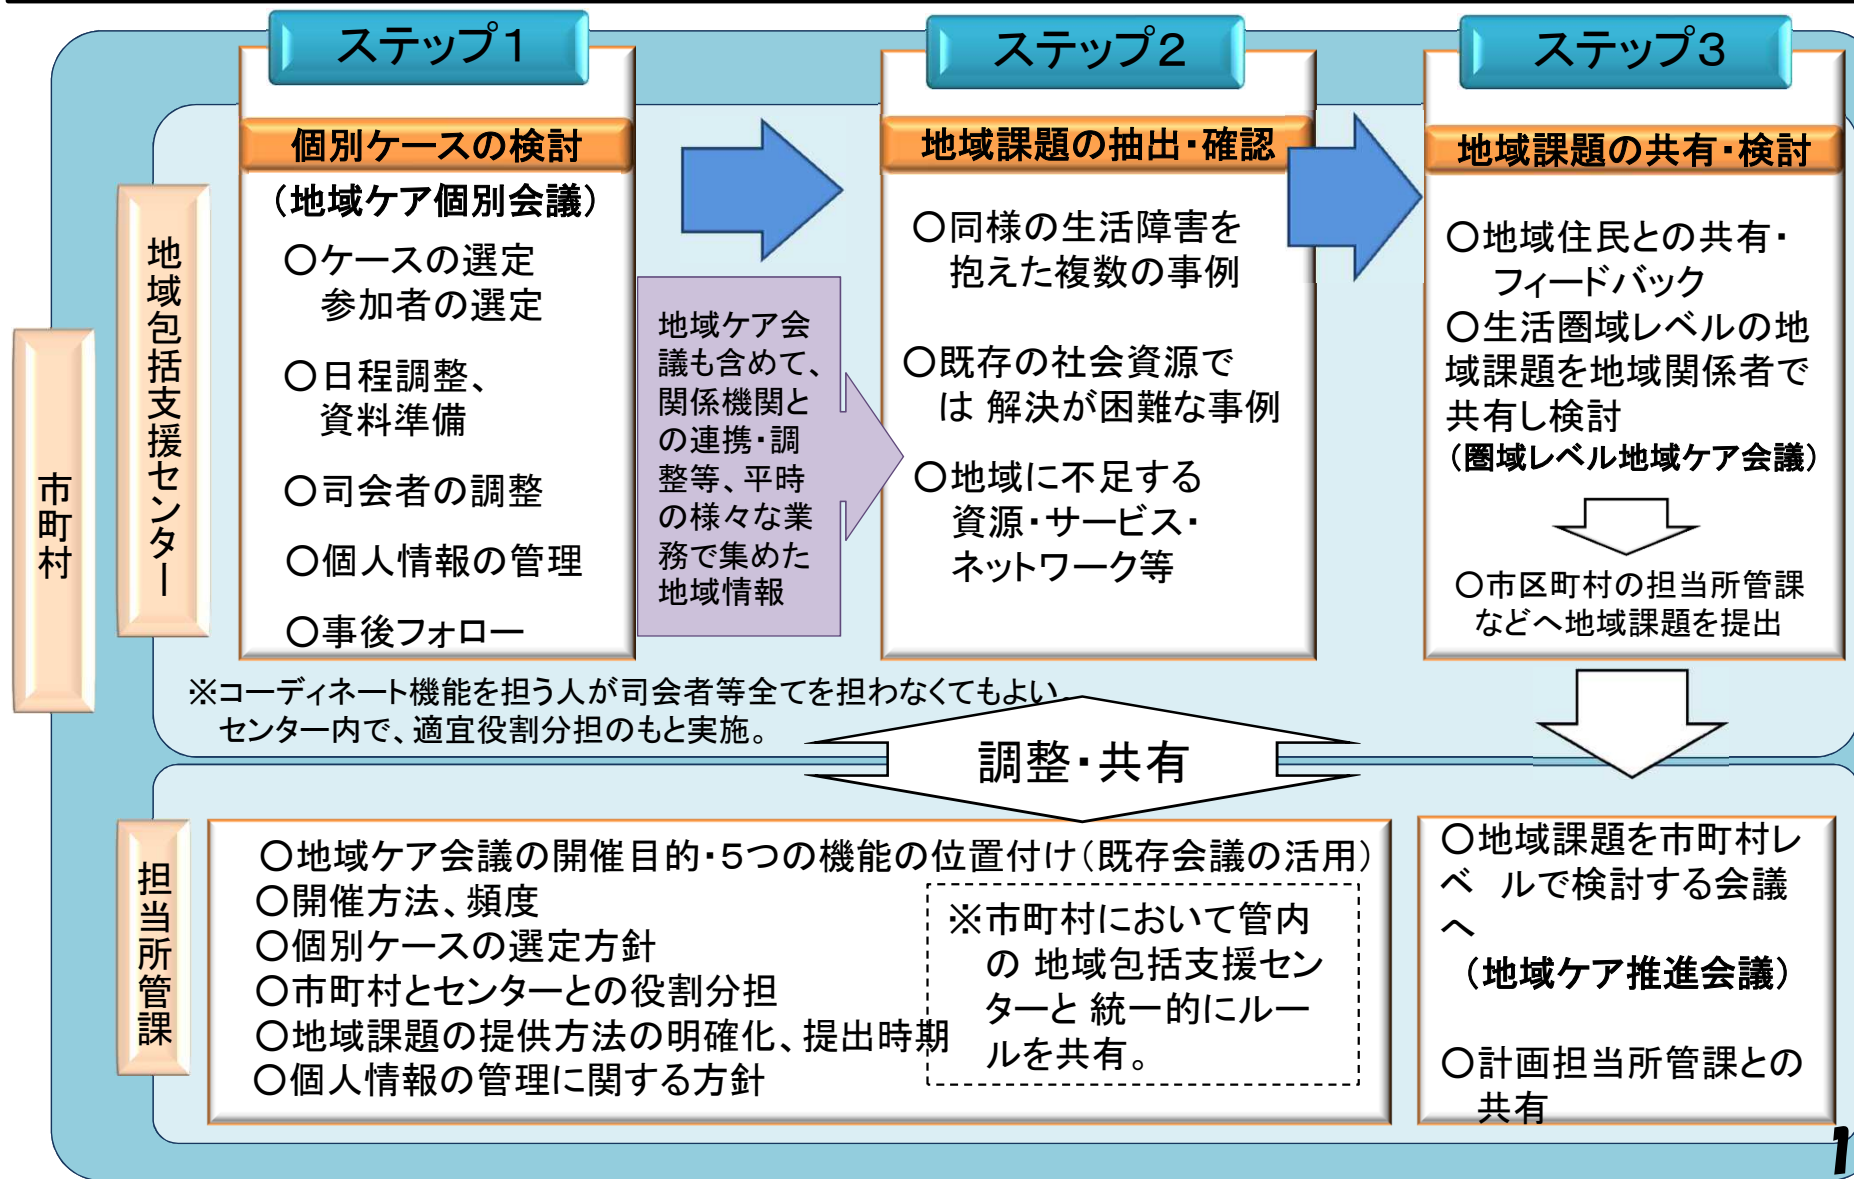 市町村
地域包括支援センター
ステップ1
個別ケースの検討
（地域ケア個別会議）
〇ケースの選定
参加者の選定
〇日程調整、
資料準備
〇司会者の調整
〇個人情報の管理
〇事後フォロー
地域ケア会
議も含めて、
関係機関と
の連携・調
整等、平時
の様々な業
務で集めた
地域情報
ステップ2
地域課題の抽出・確認
〇同様の生活障害を
抱えた複数の事例
〇既存の社会資源で
は 解決が困難な事例
〇地域に不足する
資源・サービス・
ネットワーク等
ステップ3
地域課題の共有・検討
〇地域住民との共有・
フィードバック
〇生活圏域レベルの地
域課題を地域関係者で
共有し検討
（圏域レベル地域ケア会議）
〇市区町村の担当所管課
などへ地域課題を提出
※コーディネート機能を担う人が司会者等全てを担わなくてもよい。
センター内で、適宜役割分担のもと実施。
調整・共有
担当所管課
〇地域ケア会議の開催目的・5つの機能の位置付け（既存会議の活用）
〇開催方法、頻度
〇個別ケースの選定方針
〇市町村とセンターとの役割分担
〇地域課題の提供方法の明確化、提出時期
〇個人情報の管理に関する方針
※市町村において管内
の 地域包括支援セン
ターと 統一的にルー
ルを共有。
〇地域課題を市町村レ
ベ ルで検討する会議
へ
（地域ケア推進会議）
〇計画担当所管課との
共有
1